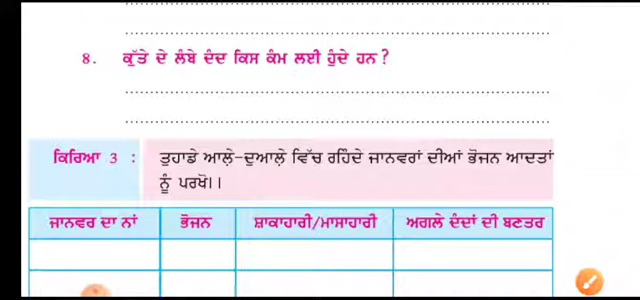 8. ਕੁੱਤੇ ਦੇ ਲੰਬੇ ਦੰਦ ਕਿਸ ਕੰਮ ਲਈ ਹੁੰਦੇ ਹਨ ?
ਕਿਰਿਆ 3 : ਤੁਹਾਡੇ ਆਲੇ-ਦੁਆਲੇ ਵਿੱਚ ਰਹਿੰਦੇ ਜਾਨਵਰਾਂ ਦੀਆਂ ਭੋਜਨ ਆਦਤਾਂ
ਨੂੰ ਪਰਖੋ।।
ਜਾਨਵਰ ਦਾ ਨਾਂ ਭੋਜਨ ਸ਼ਾਕਾਹਾਰੀ/ਮਾਸਾਹਾਰੀ ਅਗਲੇ ਦੰਦਾਂ ਦੀ ਬਣਤਰ